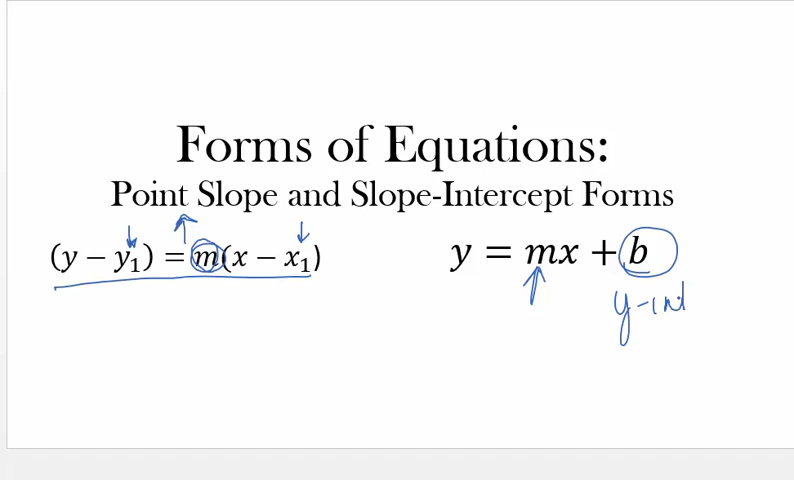 Forms of Equations:
Point Slope and Slope-Intercept Forms
(y − y₁) = m(x − x₁)
y = mx + b
y-int